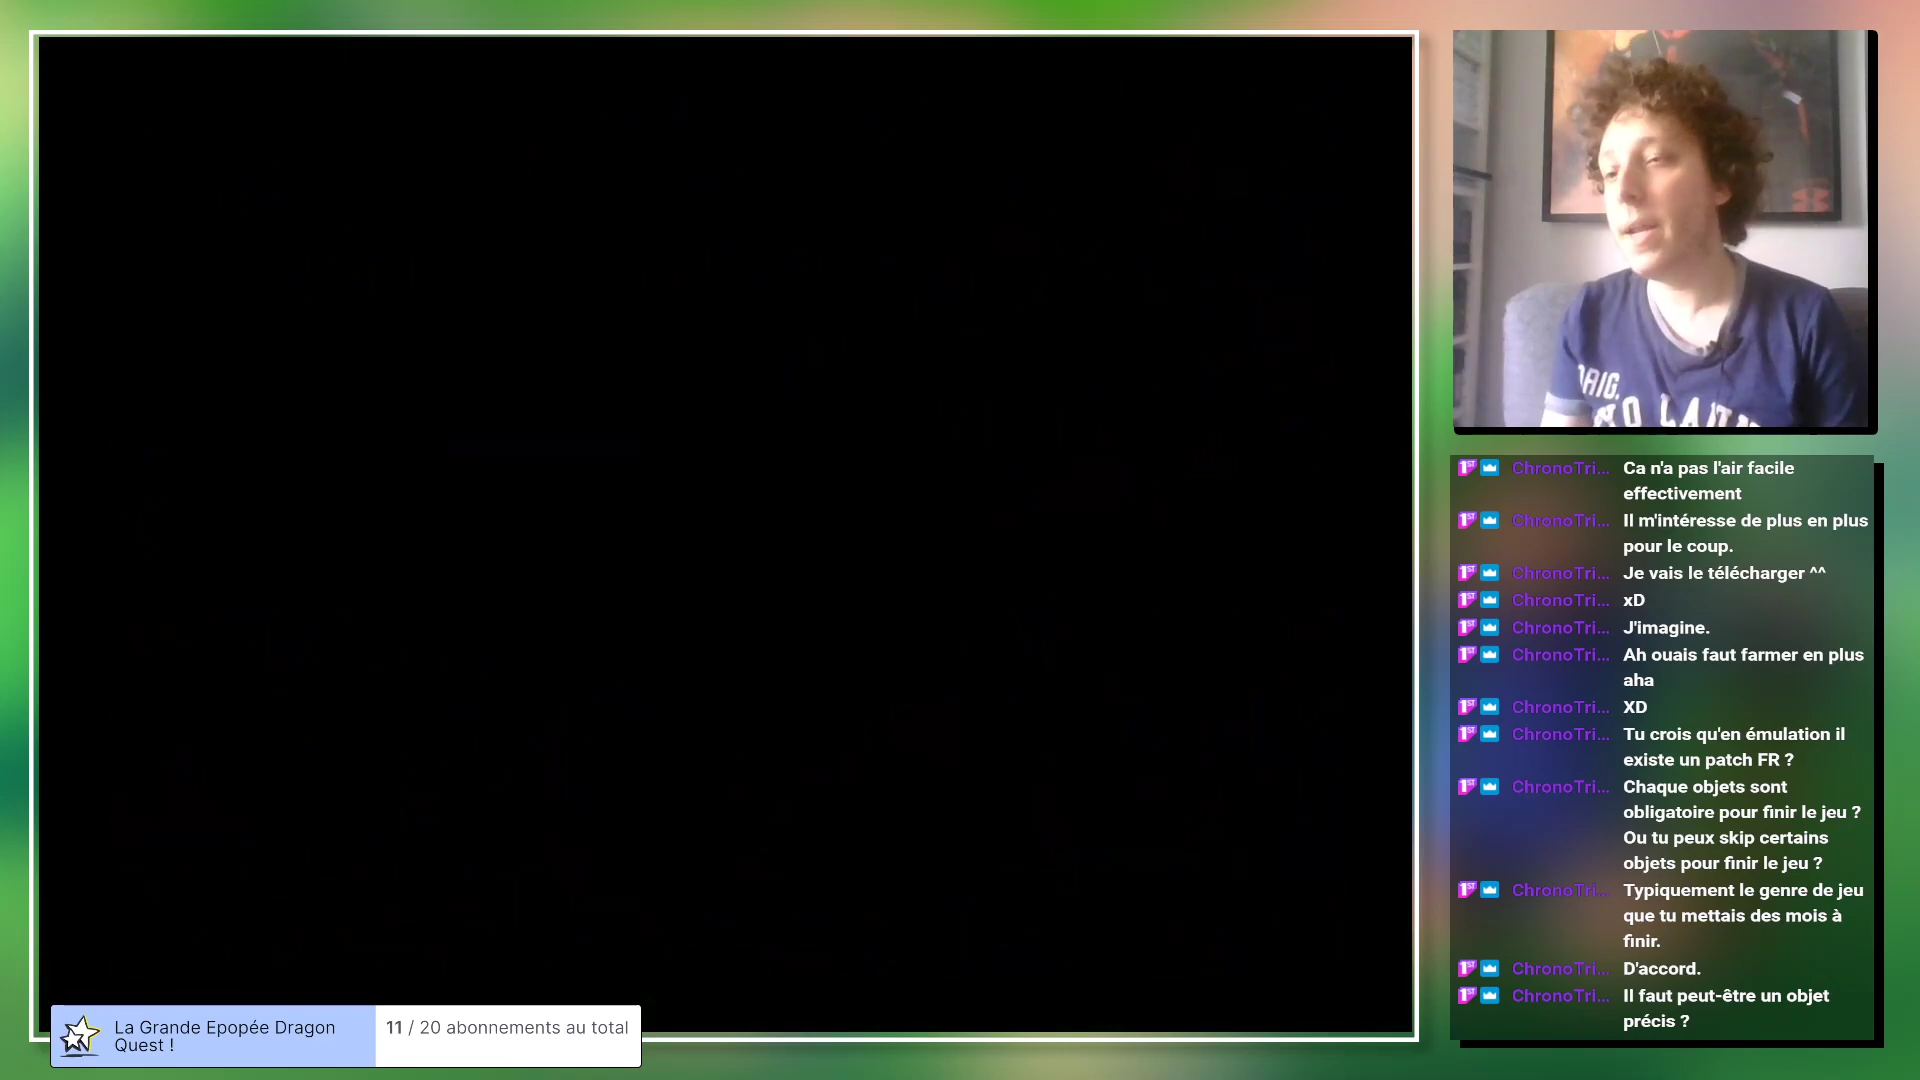 ORIG.
ChronoTri... Ca n'a pas l'air facile
effectivement
ChronoTri... Il m'intéresse de plus en plus
pour le coup.
ChronoTri... Je vais le télécharger ^^
ChronoTri... xD
ChronoTri... J'imagine.
ChronoTri... Ah ouais faut farmer en plus
aha
ChronoTri... XD
ChronoTri... Tu crois qu'en émulation il
existe un patch FR ?
ChronoTri... Chaque objets sont
obligatoire pour finir le jeu ?
Ou tu peux skip certains
objets pour finir le jeu ?
ChronoTri... Typiquement le genre de jeu
que tu mettais des mois à
finir.
ChronoTri... D'accord.
ChronoTri... Il faut peut-être un objet
précis ?
La Grande Epopée Dragon
Quest !
11 / 20 abonnements au total